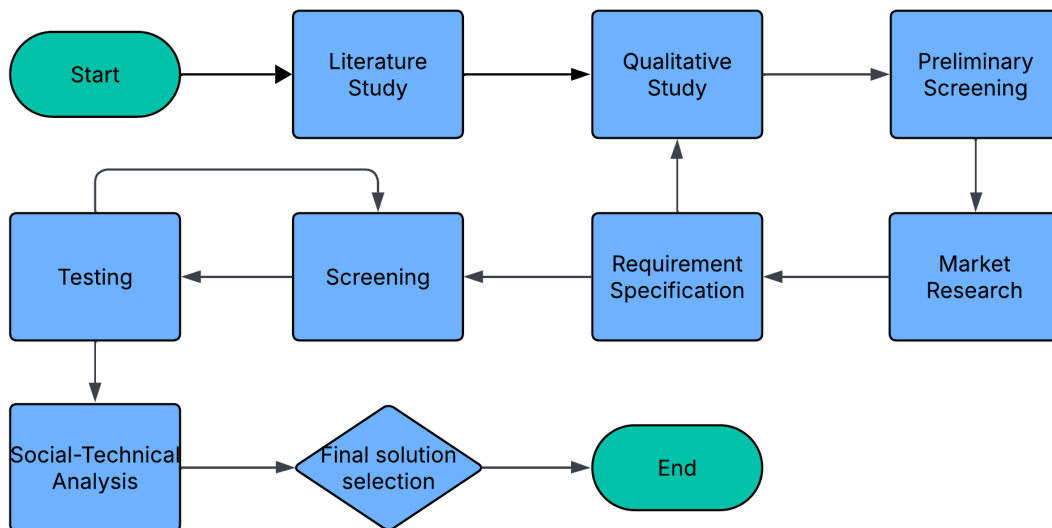 Start
Literature
Study
Qualitative
Study
Preliminary
Screening
Testing
Screening
Requirement
Specification
Market
Research
Social-Technical
Analysis
Final solution
selection
End